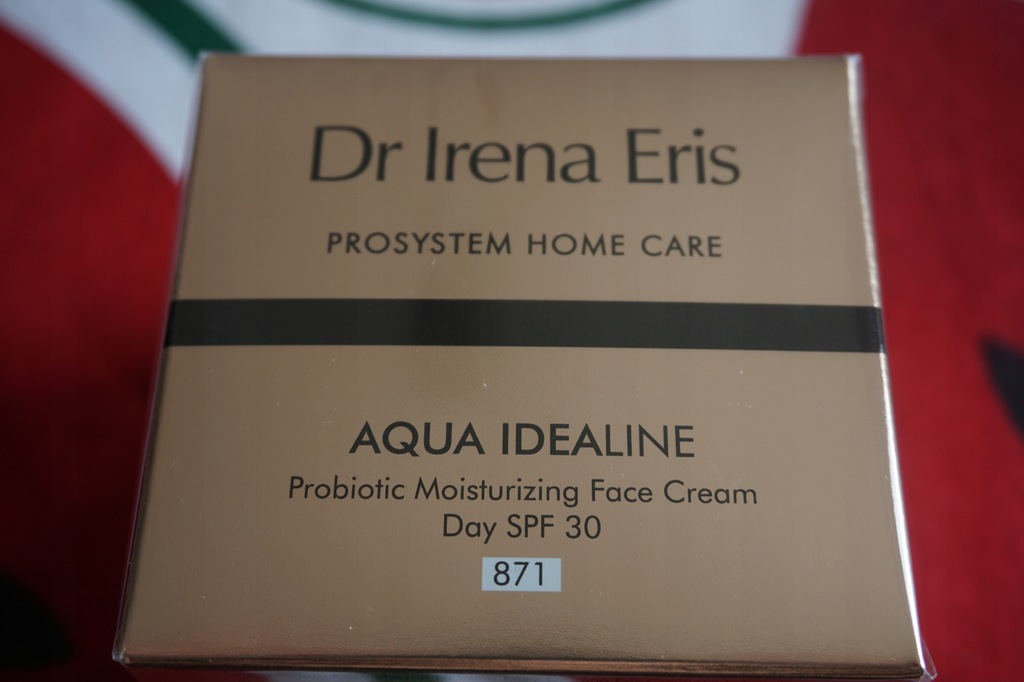 Dr Irena Eris
PROSYSTEM HOME CARE
AQUA IDEALINE
Probiotic Moisturizing Face Cream
Day SPF 30
871